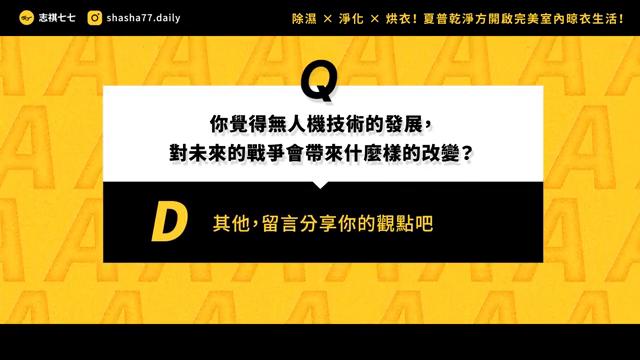 志祺七七 shasha77.daily 除濕 × 淨化 × 烘衣！夏普乾淨方開啟完美室內晾衣生活！
Q
你覺得無人機技術的發展，
對未來的戰爭會帶來什麼樣的改變？
D 其他，留言分享你的觀點吧